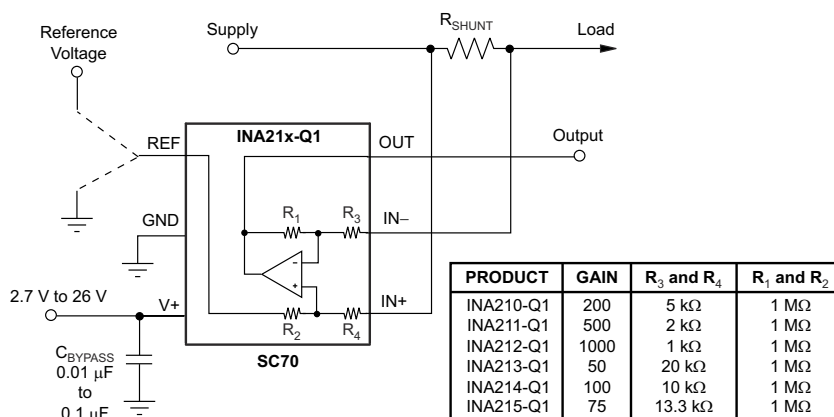 Reference
Voltage
Supply
R_SHUNT
Load
REF
INA21x-Q1
OUT
Output
GND
R₁
R₃
IN−
-
+
2.7 V to 26 V
V+
R₂
R₄
IN+
C_BYPASS
0.01 µF
to
0.1 µF
SC70
PRODUCT GAIN R₃ and R₄ R₁ and R₂
INA210-Q1 200 5 kΩ 1 MΩ
INA211-Q1 500 2 kΩ 1 MΩ
INA212-Q1 1000 1 kΩ 1 MΩ
INA213-Q1 50 20 kΩ 1 MΩ
INA214-Q1 100 10 kΩ 1 MΩ
INA215-Q1 75 13.3 kΩ 1 MΩ